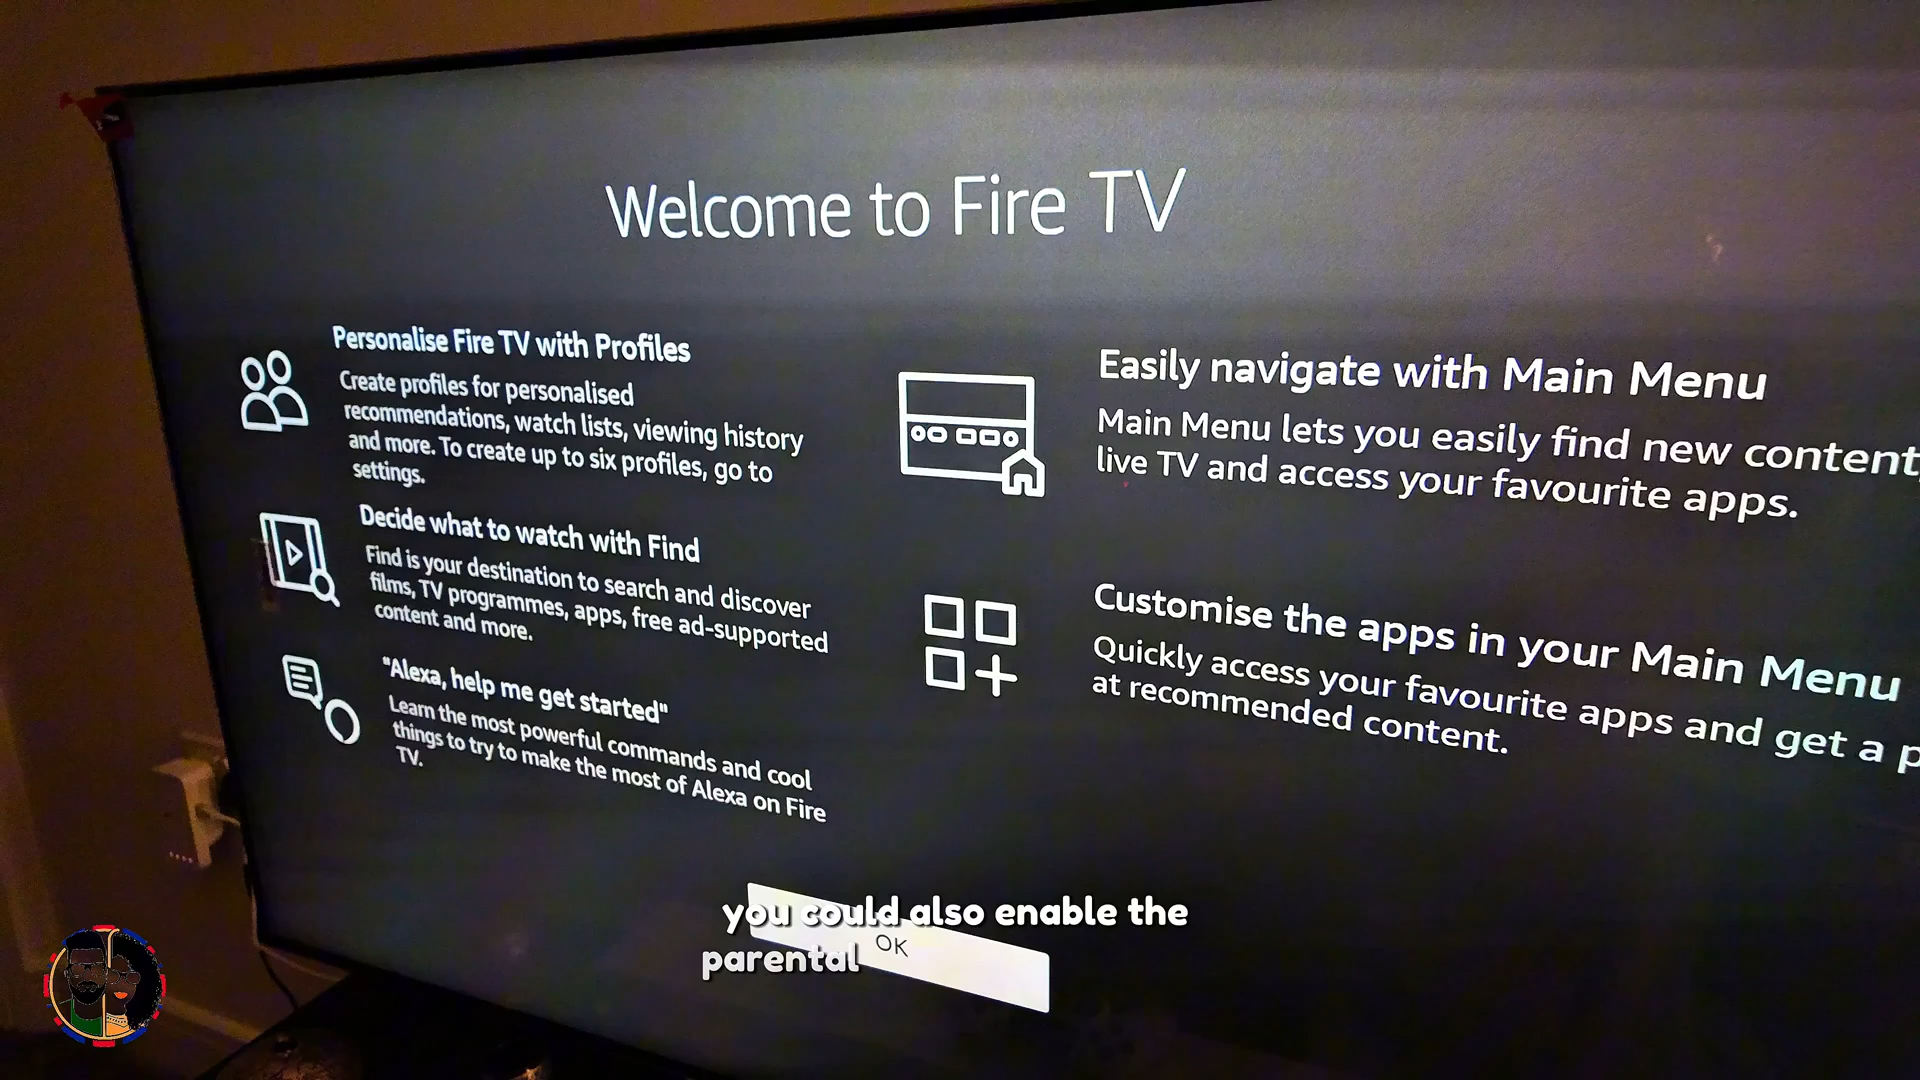 Welcome to Fire TV
Personalise Fire TV with Profiles
Create profiles for personalised
recommendations, watch lists, viewing history
and more. To create up to six profiles, go to
settings.
Decide what to watch with Find
Find is your destination to search and discover
films, TV programmes, apps, free ad-supported
content and more.
"Alexa, help me get started"
Learn the most powerful commands and cool
things to try to make the most of Alexa on Fire
TV.
Easily navigate with Main Menu
Main Menu lets you easily find new content,
live TV and access your favourite apps.
Customise the apps in your Main Menu
Quickly access your favourite apps and get a p
at recommended content.
OK
you could also enable the
parental